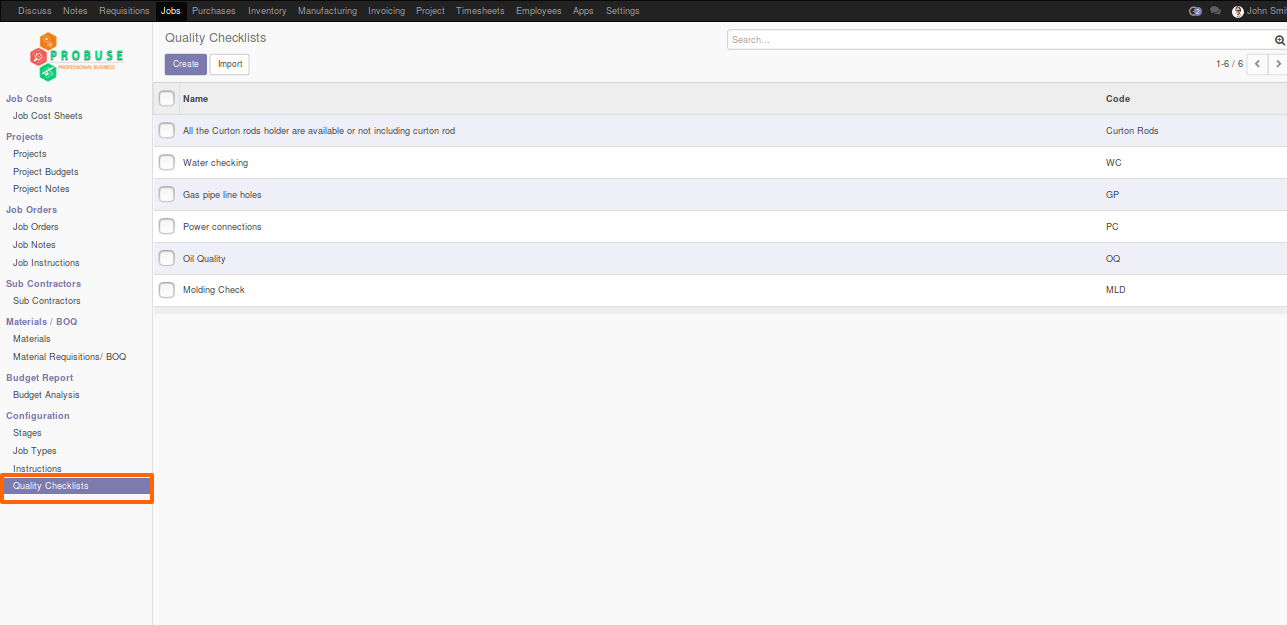 Discuss Notes Requisitions Jobs Purchases Inventory Manufacturing Invoicing Project Timesheets Employees Apps Settings 2 John Smi
PROBUSE
PROFESSIONAL BUSINESS
Quality Checklists
Search...
Create Import
1-6 / 6
Job Costs
Job Cost Sheets
Projects
Projects
Project Budgets
Project Notes
Job Orders
Job Orders
Job Notes
Job Instructions
Sub Contractors
Sub Contractors
Materials / BOQ
Materials
Material Requisitions/ BOQ
Budget Report
Budget Analysis
Configuration
Stages
Job Types
Instructions
Quality Checklists
Name Code
All the Curton rods holder are available or not including curton rod Curton Rods
Water checking WC
Gas pipe line holes GP
Power connections PC
Oil Quality OQ
Molding Check MLD